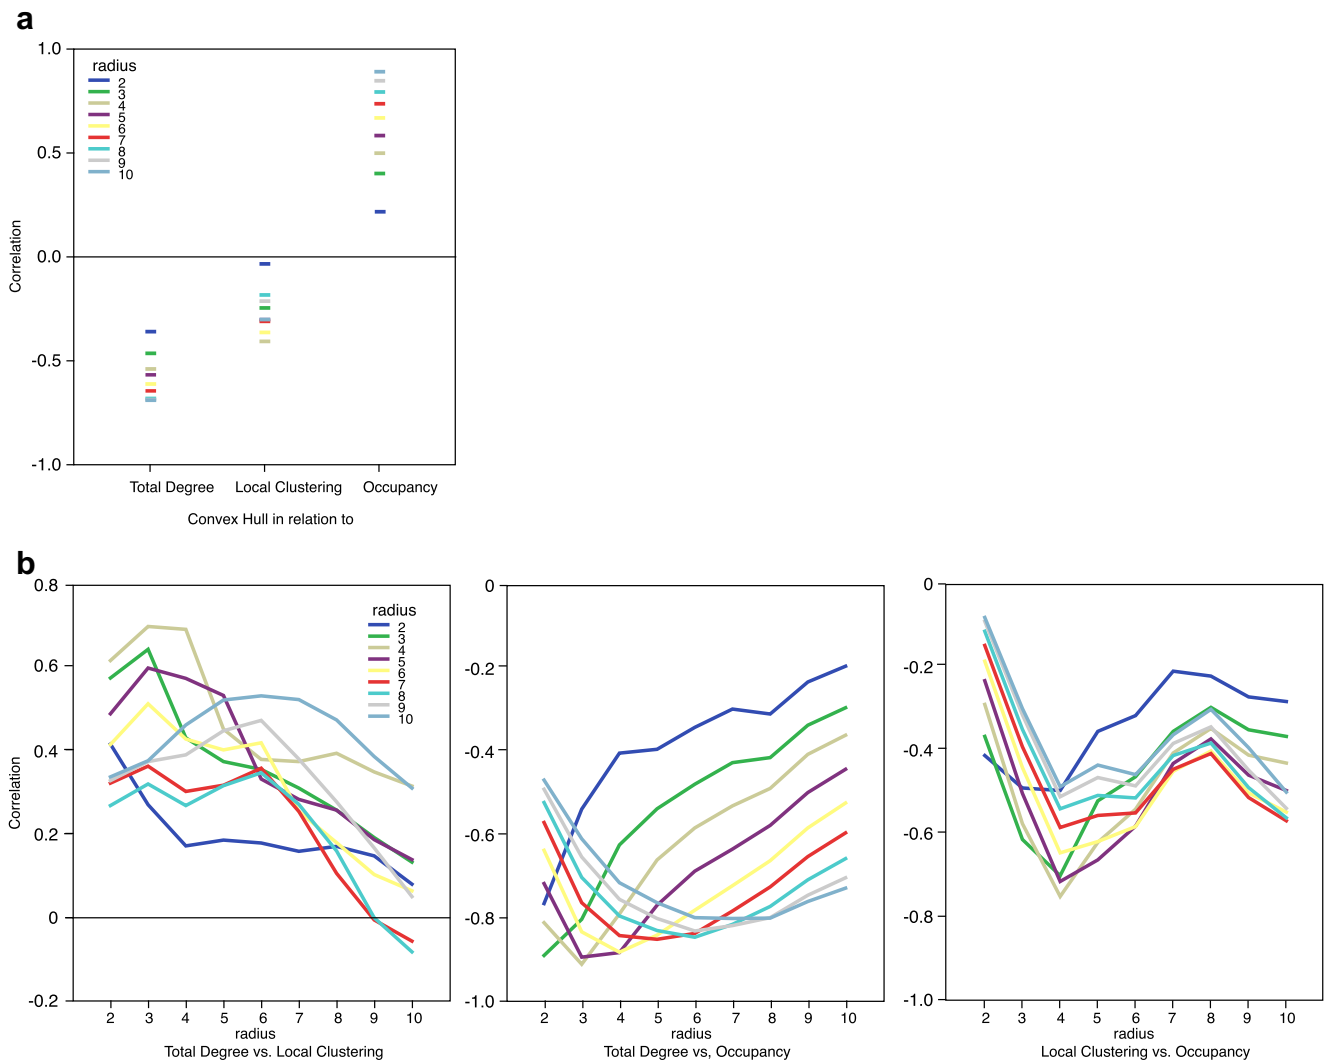 a
1.0
0.5
0.0
-0.5
-1.0
Correlation
radius
2
3
4
5
6
7
8
9
10
Total Degree Local Clustering Occupancy
Convex Hull in relation to
b
0.8
0.6
0.4
0.2
0
-0.2
Correlation
radius
2
3
4
5
6
7
8
9
10
2 3 4 5 6 7 8 9 10
radius
Total Degree vs. Local Clustering
0
-0.2
-0.4
-0.6
-0.8
-1.0
2 3 4 5 6 7 8 9 10
radius
Total Degree vs, Occupancy
0
-0.2
-0.4
-0.6
-0.8
-1.0
2 3 4 5 6 7 8 9 10
radius
Local Clustering vs. Occupancy